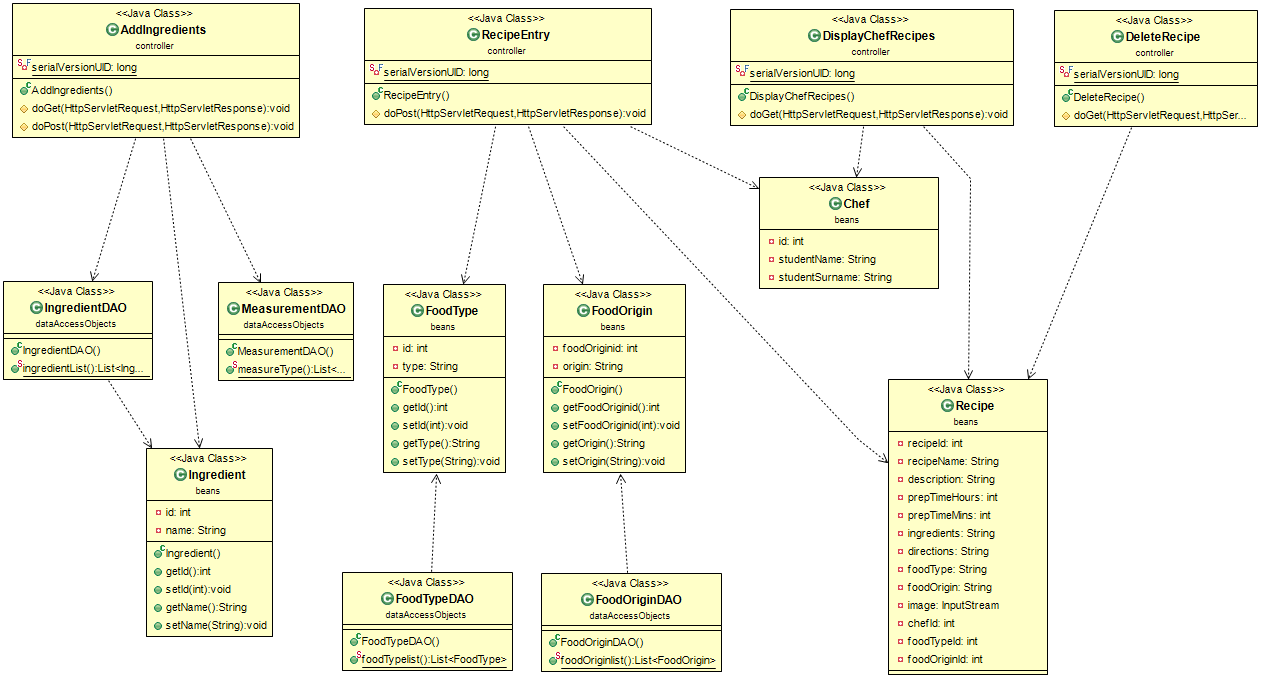 <<Java Class>>
AddIngredients
controller
serialVersionUID: long
AddIngredients()
doGet(HttpServletRequest,HttpServletResponse):void
doPost(HttpServletRequest,HttpServletResponse):void
<<Java Class>>
RecipeEntry
controller
serialVersionUID: long
RecipeEntry()
doPost(HttpServletRequest,HttpServletResponse):void
<<Java Class>>
DisplayChefRecipes
controller
serialVersionUID: long
DisplayChefRecipes()
doGet(HttpServletRequest,HttpServletResponse):void
<<Java Class>>
DeleteRecipe
controller
serialVersionUID: long
DeleteRecipe()
doGet(HttpServletRequest,HttpSer...
<<Java Class>>
Chef
beans
id: int
studentName: String
studentSurname: String
<<Java Class>>
IngredientDAO
dataAccessObjects
IngredientDAO()
ingredientList():List<Ing...
<<Java Class>>
MeasurementDAO
dataAccessObjects
MeasurementDAO()
measureType():List<...
<<Java Class>>
FoodType
beans
id: int
type: String
FoodType()
getId():int
setId(int):void
getType():String
setType(String):void
<<Java Class>>
FoodOrigin
beans
foodOriginid: int
origin: String
FoodOrigin()
getFoodOriginid():int
setFoodOriginid(int):void
getOrigin():String
setOrigin(String):void
<<Java Class>>
Recipe
beans
recipeId: int
recipeName: String
description: String
prepTimeHours: int
prepTimeMins: int
ingredients: String
directions: String
foodType: String
foodOrigin: String
image: InputStream
chefId: int
foodTypeId: int
foodOriginId: int
<<Java Class>>
Ingredient
beans
id: int
name: String
Ingredient()
getId():int
setId(int):void
getName():String
setName(String):void
<<Java Class>>
FoodTypeDAO
dataAccessObjects
FoodTypeDAO()
foodTypelist():List<FoodType>
<<Java Class>>
FoodOriginDAO
dataAccessObjects
FoodOriginDAO()
foodOriginlist():List<FoodOrigin>